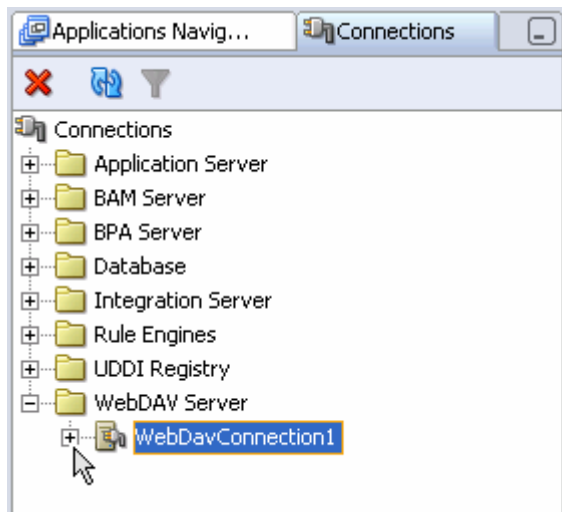 Applications Navig... Connections
Connections
Application Server
BAM Server
BPA Server
Database
Integration Server
Rule Engines
UDDI Registry
WebDAV Server
WebDavConnection1